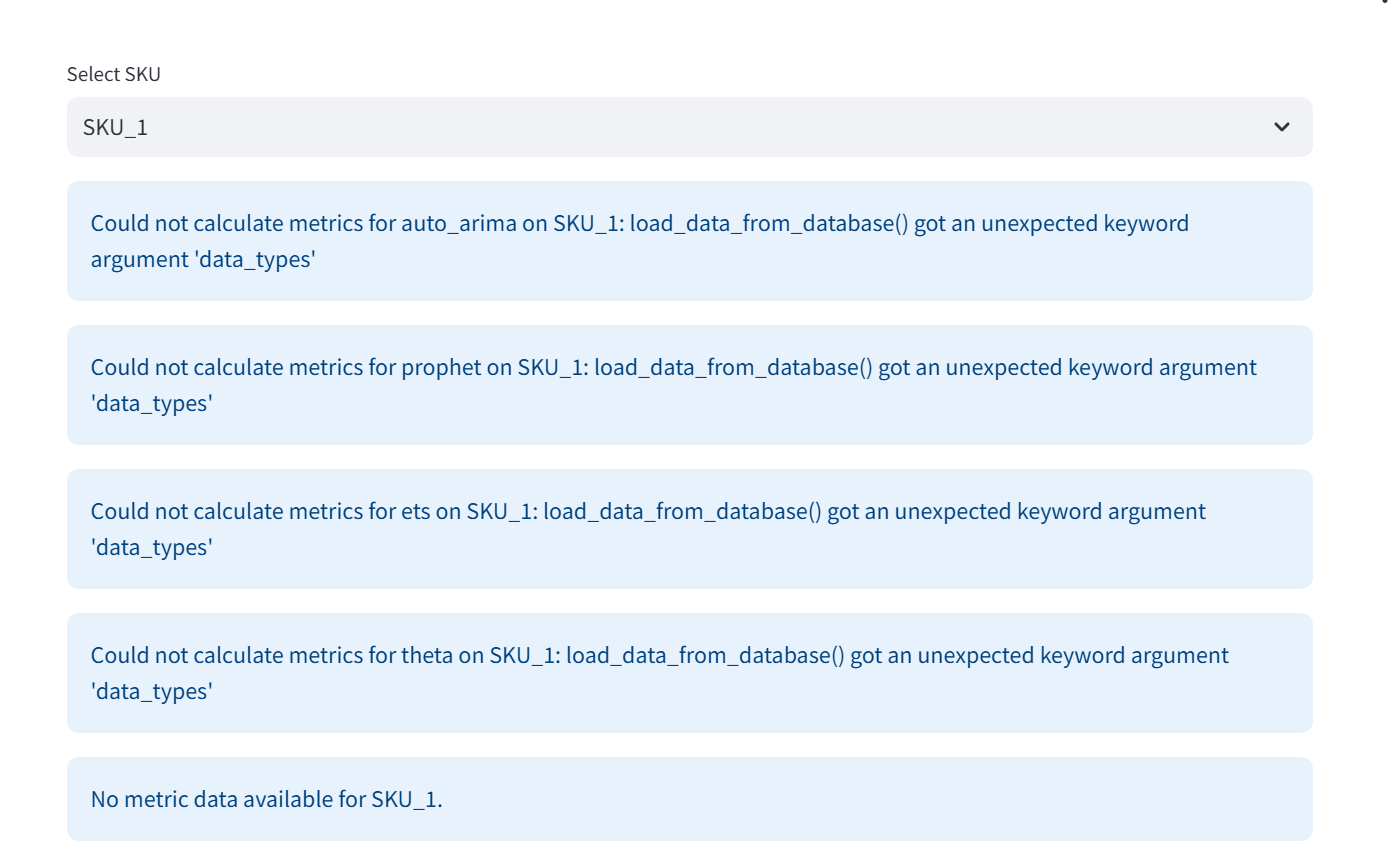 Select SKU
SKU_1
Could not calculate metrics for auto_arima on SKU_1: load_data_from_database() got an unexpected keyword
argument 'data_types'
Could not calculate metrics for prophet on SKU_1: load_data_from_database() got an unexpected keyword argument
'data_types'
Could not calculate metrics for ets on SKU_1: load_data_from_database() got an unexpected keyword argument
'data_types'
Could not calculate metrics for theta on SKU_1: load_data_from_database() got an unexpected keyword argument
'data_types'
No metric data available for SKU_1.